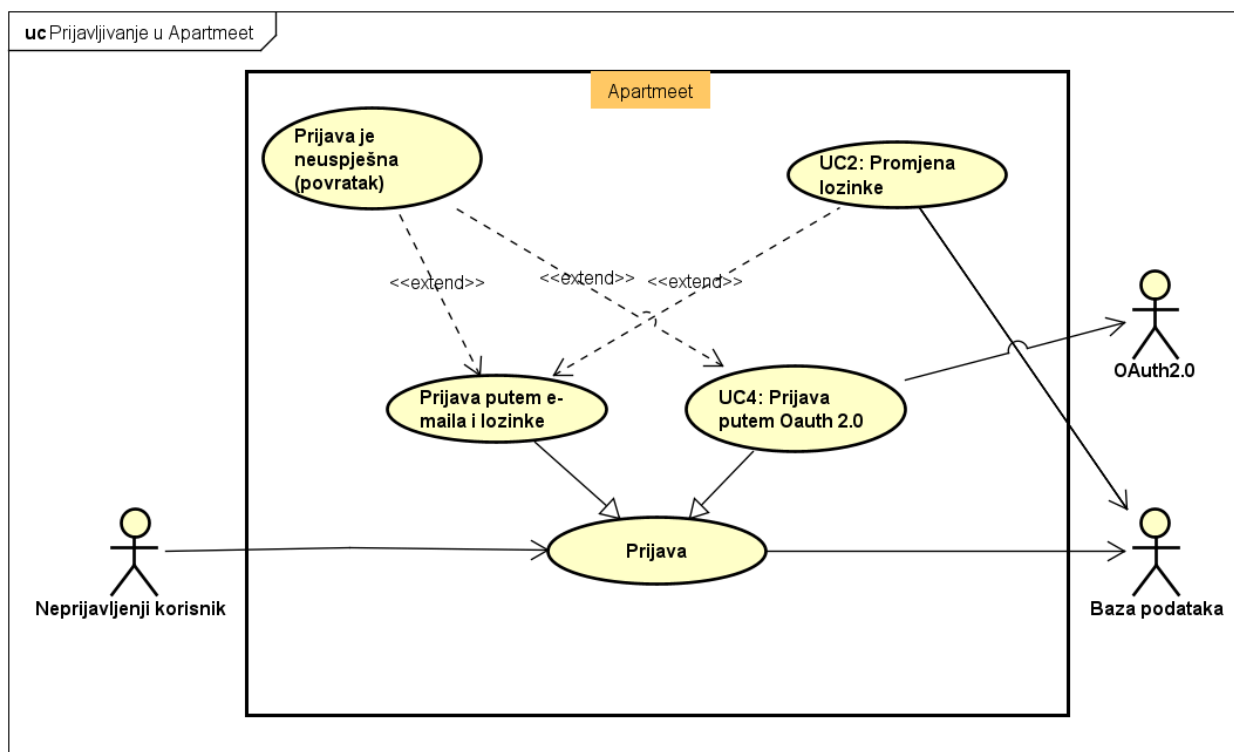 uc Prijavljivanje u Apartmeet
Apartmeet
Prijava je
neuspješna
(povratak)
UC2: Promjena
lozinke
<<extend>>
<<extend>>
<<extend>>
OAuth2.0
Prijava putem e-
maila i lozinke
UC4: Prijava
putem Oauth 2.0
Prijava
Neprijavljenji korisnik
Baza podataka